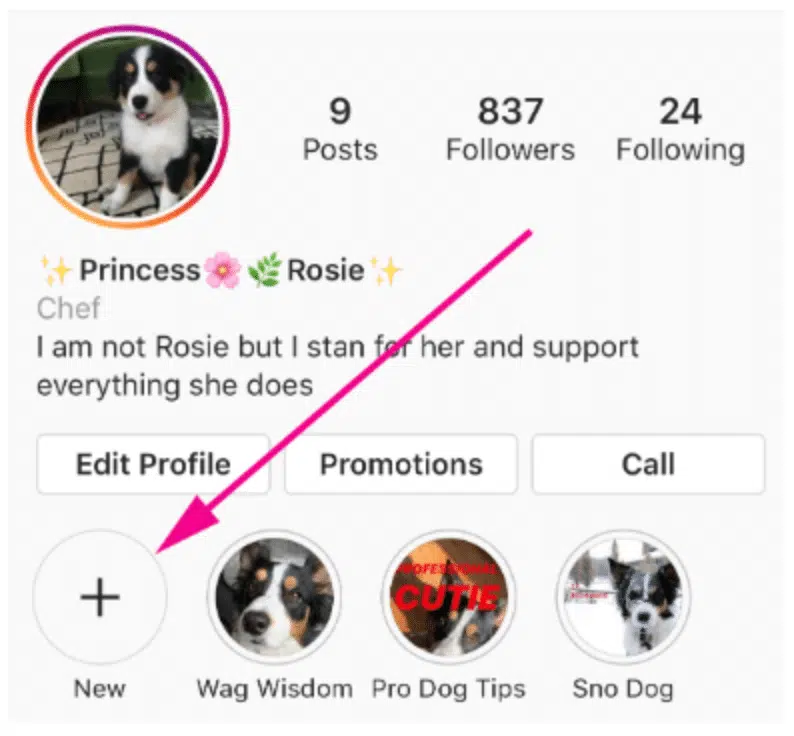 9 837 24
Posts Followers Following
✨Princess🌸🌿Rosie✨
Chef
I am not Rosie but I stan for her and support
everything she does
Edit Profile Promotions Call
PROFESSIONAL
CUTIE
New Wag Wisdom Pro Dog Tips Sno Dog